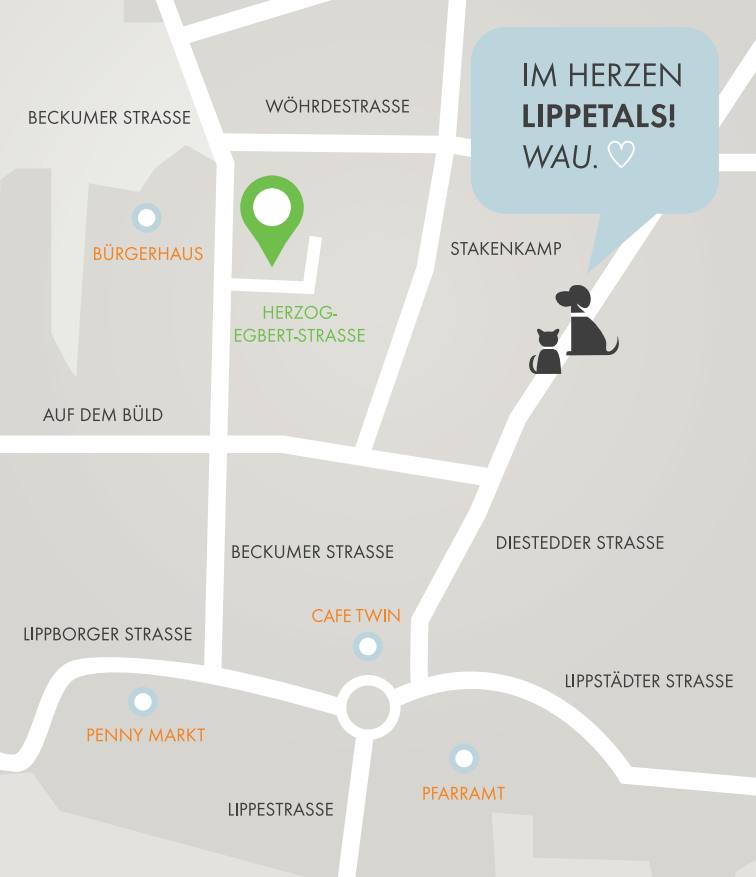 IM HERZEN
LIPPETALS!
WAU.
WÖHRDESTRASSE
BECKUMER STRASSE
STAKENKAMP
BÜRGERHAUS
HERZOG-
EGBERT-STRASSE
AUF DEM BÜLD
DIESTEDDER STRASSE
BECKUMER STRASSE
CAFE TWIN
LIPPBORGER STRASSE
LIPPSTÄDTER STRASSE
PENNY MARKT
PFARRAMT
LIPPESTRASSE